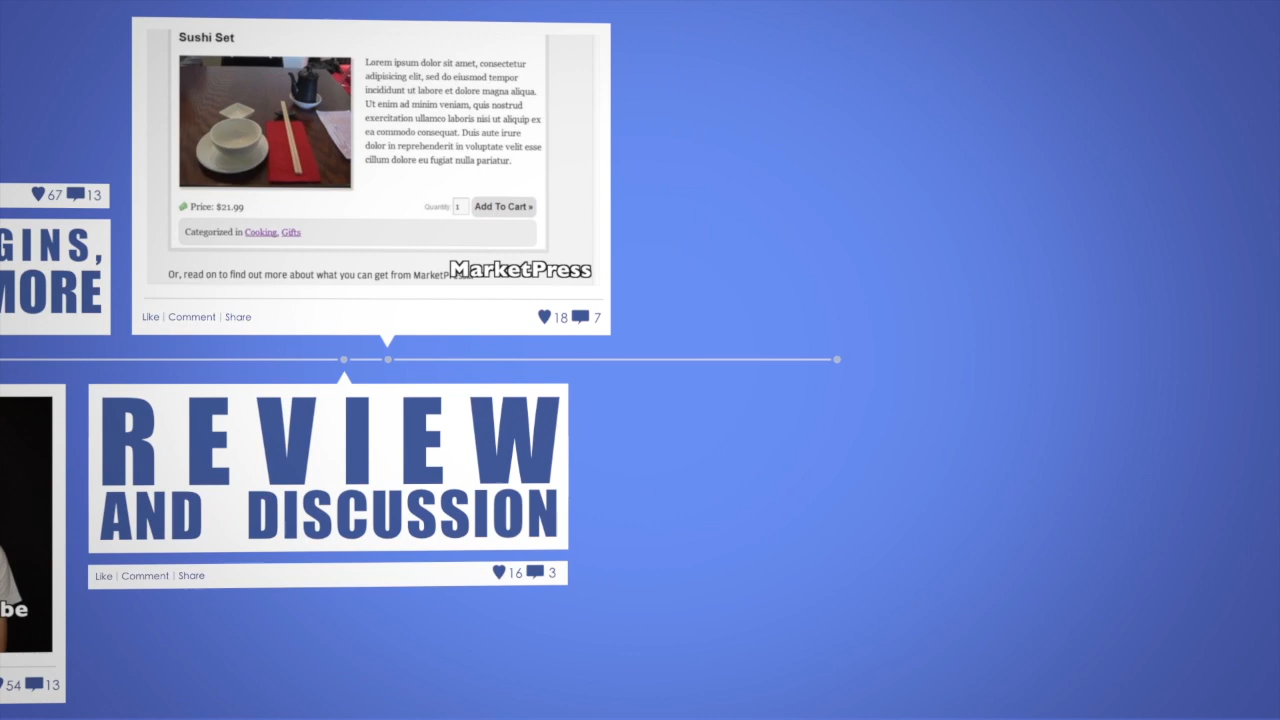 Sushi Set
Lorem ipsum dolor sit amet, consectetur
adipisicing elit, sed do eiusmod tempor
incididunt ut labore et dolore magna aliqua.
Ut enim ad minim veniam, quis nostrud
exercitation ullamco laboris nisi ut aliquip ex
ea commodo consequat. Duis aute irure
dolor in reprehenderit in voluptate velit esse
cillum dolore eu fugiat nulla pariatur.
Price: $21.99
Quantity: 1 Add To Cart »
Categorized in Cooking, Gifts
Or, read on to find out more about what you can get from
MarketPress
Like | Comment | Share
18 7
67 13
GINS,
MORE
REVIEW
AND DISCUSSION
Like | Comment | Share
16 3
be
54 13